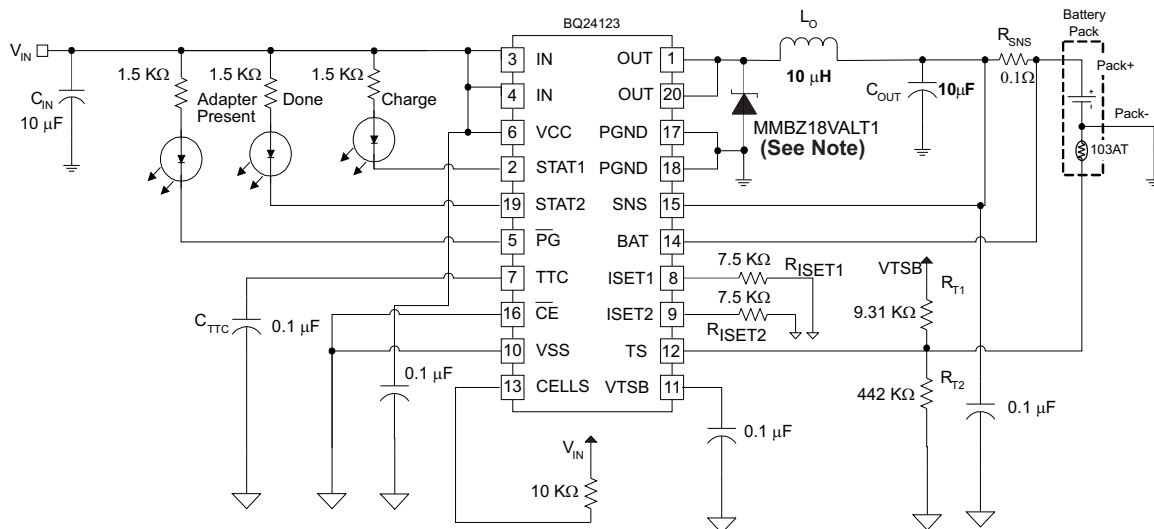 BQ24123
V_IN
C_IN
10 μF
1.5 KΩ
Adapter
Present
1.5 KΩ
Done
1.5 KΩ
Charge
3 IN
4 IN
6 VCC
2 STAT1
19 STAT2
5 P̅G̅
7 TTC
16 C̅E̅
10 VSS
13 CELLS
OUT 1
OUT 20
PGND 17
PGND 18
SNS 15
BAT 14
ISET1 8
ISET2 9
TS 12
VTSB 11
L_O
10 μH
MMBZ18VALT1
(See Note)
C_OUT
10μF
R_SNS
0.1Ω
Battery
Pack
Pack+
+
Pack-
103AT
7.5 KΩ
R_ISET1
7.5 KΩ
R_ISET2
VTSB
R_T1
9.31 KΩ
R_T2
442 KΩ
0.1 μF
C_TTC
0.1 μF
0.1 μF
0.1 μF
V_IN
10 KΩ